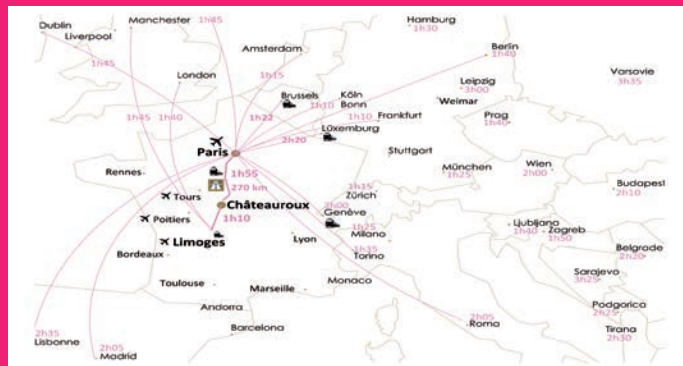 Dublin
Liverpool
Manchester
1h45
1h45
Hamburg
1h30
Amsterdam
1h15
London
1h45
1h40
Berlin
1h40
Leipzig
3h00
Varsovie
3h35
Brussels
1h22
Köln
Bonn
1h10
Weimar
Frankfurt
1h10
Prag
1h40
Lüxemburg
2h20
Paris
Stuttgart
Rennes
1h55
270 km
München
1h25
Wien
2h00
Budapest
2h10
Tours
Châteauroux
1h10
1h15
Zürich
3h00
Genève
1h25
Milano
1h35
Torino
Poitiers
Limoges
Lyon
Ljubljana
1h40
Zagreb
1h50
Belgrade
2h20
Bordeaux
Toulouse
Marseille
Monaco
Sarajevo
3h25
Andorra
Barcelona
Podgorica
2h25
2h35
Lisbonne
2h05
Madrid
2h05
Roma
Tirana
2h30